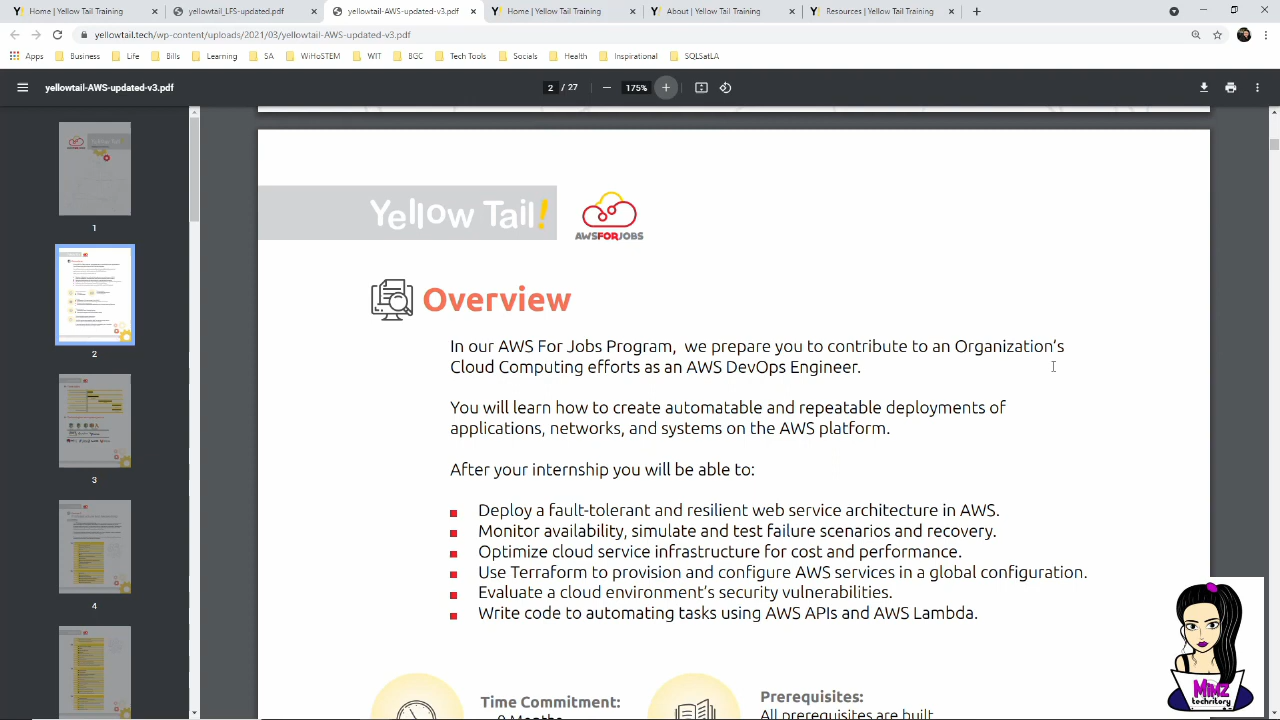 yellowtail_LFS-updated.pdf
yellowtail-AWS-updated-v3.pdf
Home | Yellow Tail Training
About | Yellow Tail Training
Resources | Yellow Tail Training
yellowtail.tech/wp-content/uploads/2021/03/yellowtail-AWS-updated-v3.pdf
Apps Business Life Bills Learning SA WiHoSTEM WIT BGC Tech Tools Socials Health Inspirational SQLSatLA
yellowtail-AWS-updated-v3.pdf
2 / 27
175%
1
2
3
4
Yellow Tail!
AWSFORJOBS
Overview
In our AWS For Jobs Program, we prepare you to contribute to an Organization's
Cloud Computing efforts as an AWS DevOps Engineer.
You will learn how to create automatable and repeatable deployments of
applications, networks, and systems on the AWS platform.
After your internship you will be able to:
Deploy a fault-tolerant and resilient web service architecture in AWS.
Monitor availability, simulate and test failure scenarios and recovery.
Optimize cloud service infrastructure for cost and performance.
Use Terraform to provision and configure AWS services in a global configuration.
Evaluate a cloud environment's security vulnerabilities.
Write code to automating tasks using AWS APIs and AWS Lambda.
Time Commitment:
9 Months
Prerequisites:
All prerequisites are built
MiMZ
techritory